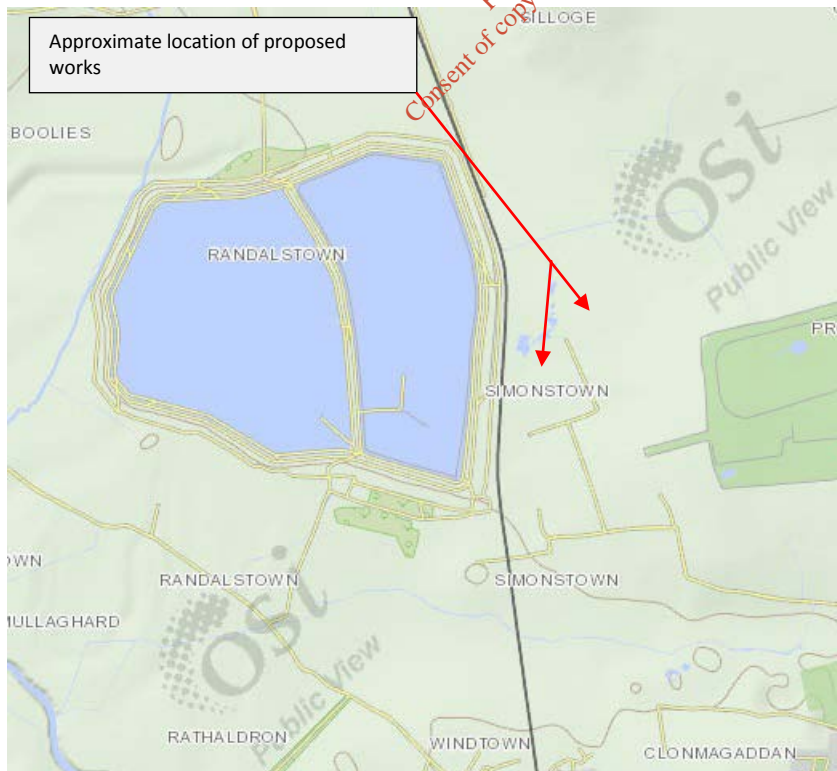 Approximate location of proposed
works
Consent of copy
SILLOGE
BOOLIES
osi
Public View
RANDALSTOWN
PR
SIMONSTOWN
OWN
RANDALSTOWN
SIMONSTOWN
MULLAGHARD
osi
Public View
RATHALDRON
WINDTOWN
CLONMAGADDAN